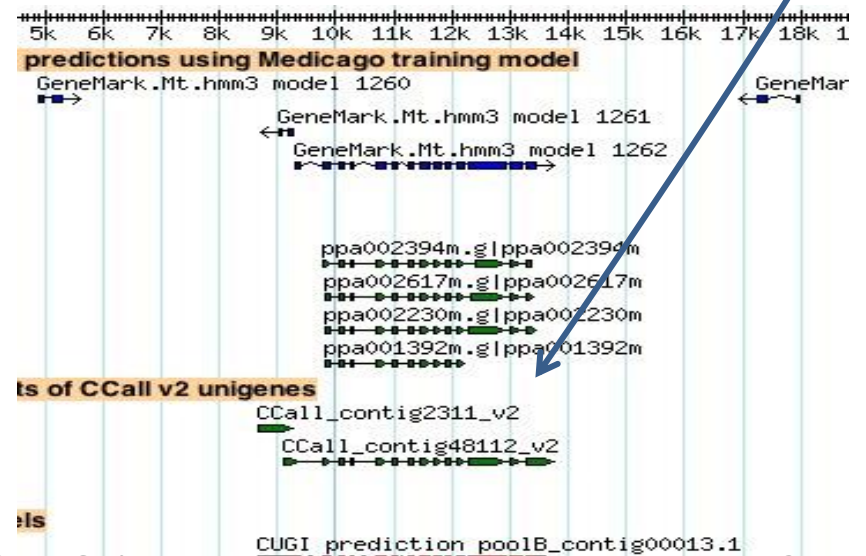 5k 6k 7k 8k 9k 10k 11k 12k 13k 14k 15k 16k 17k 18k 1
predictions using Medicago training model
GeneMark.Mt.hmm3 model 1260 GeneMar
GeneMark.Mt.hmm3 model 1261
GeneMark.Mt.hmm3 model 1262
ppa002394m.g|ppa002394m
ppa002617m.g|ppa002617m
ppa002230m.g|ppa002230m
ppa001392m.g|ppa001392m
ts of CCall v2 unigenes
CCall_contig2311_v2
CCall_contig48112_v2
els
CUGI prediction poolB_contig00013.1